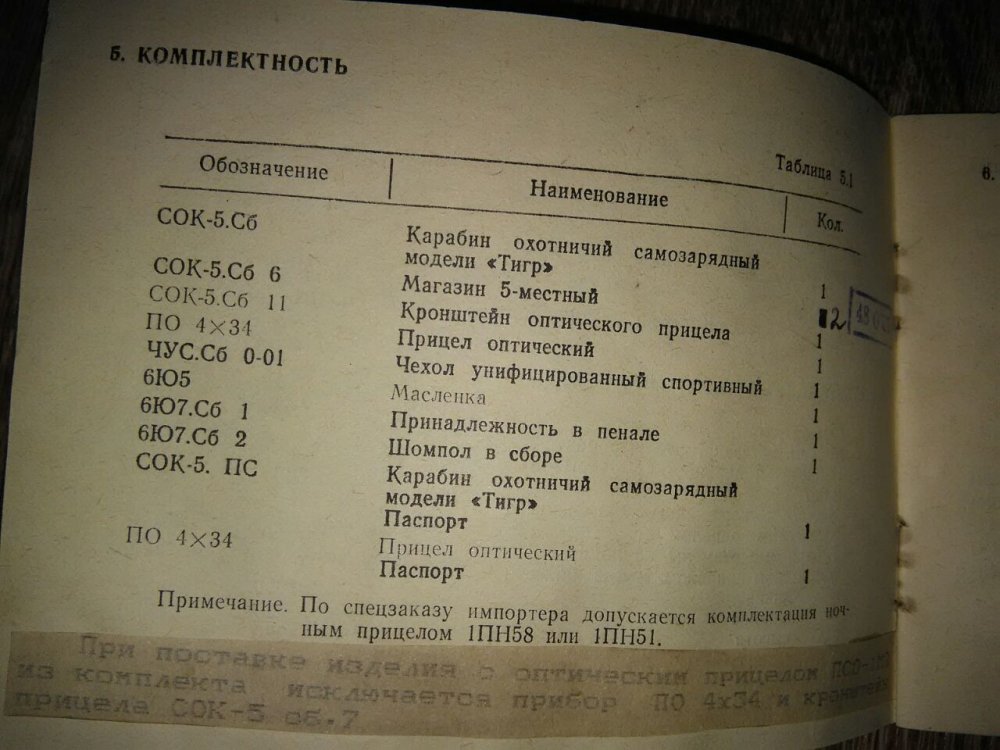 5. КОМПЛЕКТНОСТЬ
6.
Таблица 5.1
Обозначение Наименование Кол.
СОК-5.Сб Карабин охотничий самозарядный
модели «Тигр» 1
СОК-5.Сб 6 Магазин 5-местный 2
СОК-5.Сб 11 Кронштейн оптического прицела 1
ПО 4×34 Прицел оптический 1
ЧУС.Сб 0-01 Чехол унифицированный спортивный 1
6Ю5 Масленка 1
6Ю7.Сб 1 Принадлежность в пенале 1
6Ю7.Сб 2 Шомпол в сборе 1
СОК-5. ПС Карабин охотничий самозарядный
модели «Тигр»
Паспорт 1
ПО 4×34 Прицел оптический
Паспорт 1
Примечание. По спецзаказу импортера допускается комплектация ноч-
ным прицелом 1ПН58 или 1ПН51.
При поставке изделия с оптическим прицелом
из комплекта исключается прибор ПО 4х34 и кронштейн
прицела СОК-5 сб.7